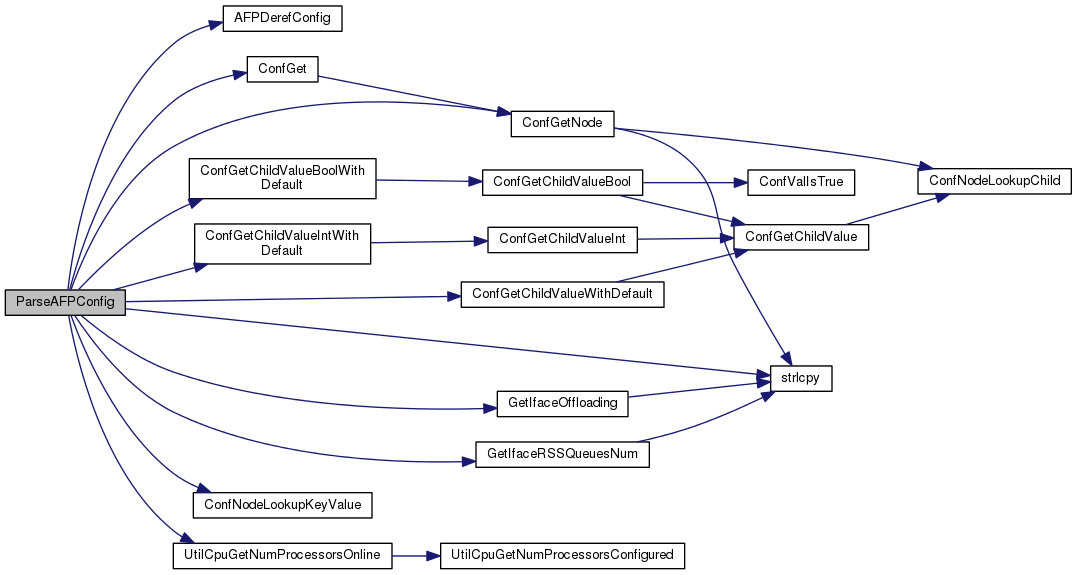 AFPDerefConfig
ConfGet
ConfGetNode
ConfGetChildValueBoolWith
Default
ConfGetChildValueBool
ConfValIsTrue
ConfNodeLookupChild
ConfGetChildValueIntWith
Default
ConfGetChildValueInt
ConfGetChildValue
ParseAFPConfig
ConfGetChildValueWithDefault
strlcpy
GetIfaceOffloading
GetIfaceRSSQueuesNum
ConfNodeLookupKeyValue
UtilCpuGetNumProcessorsOnline
UtilCpuGetNumProcessorsConfigured